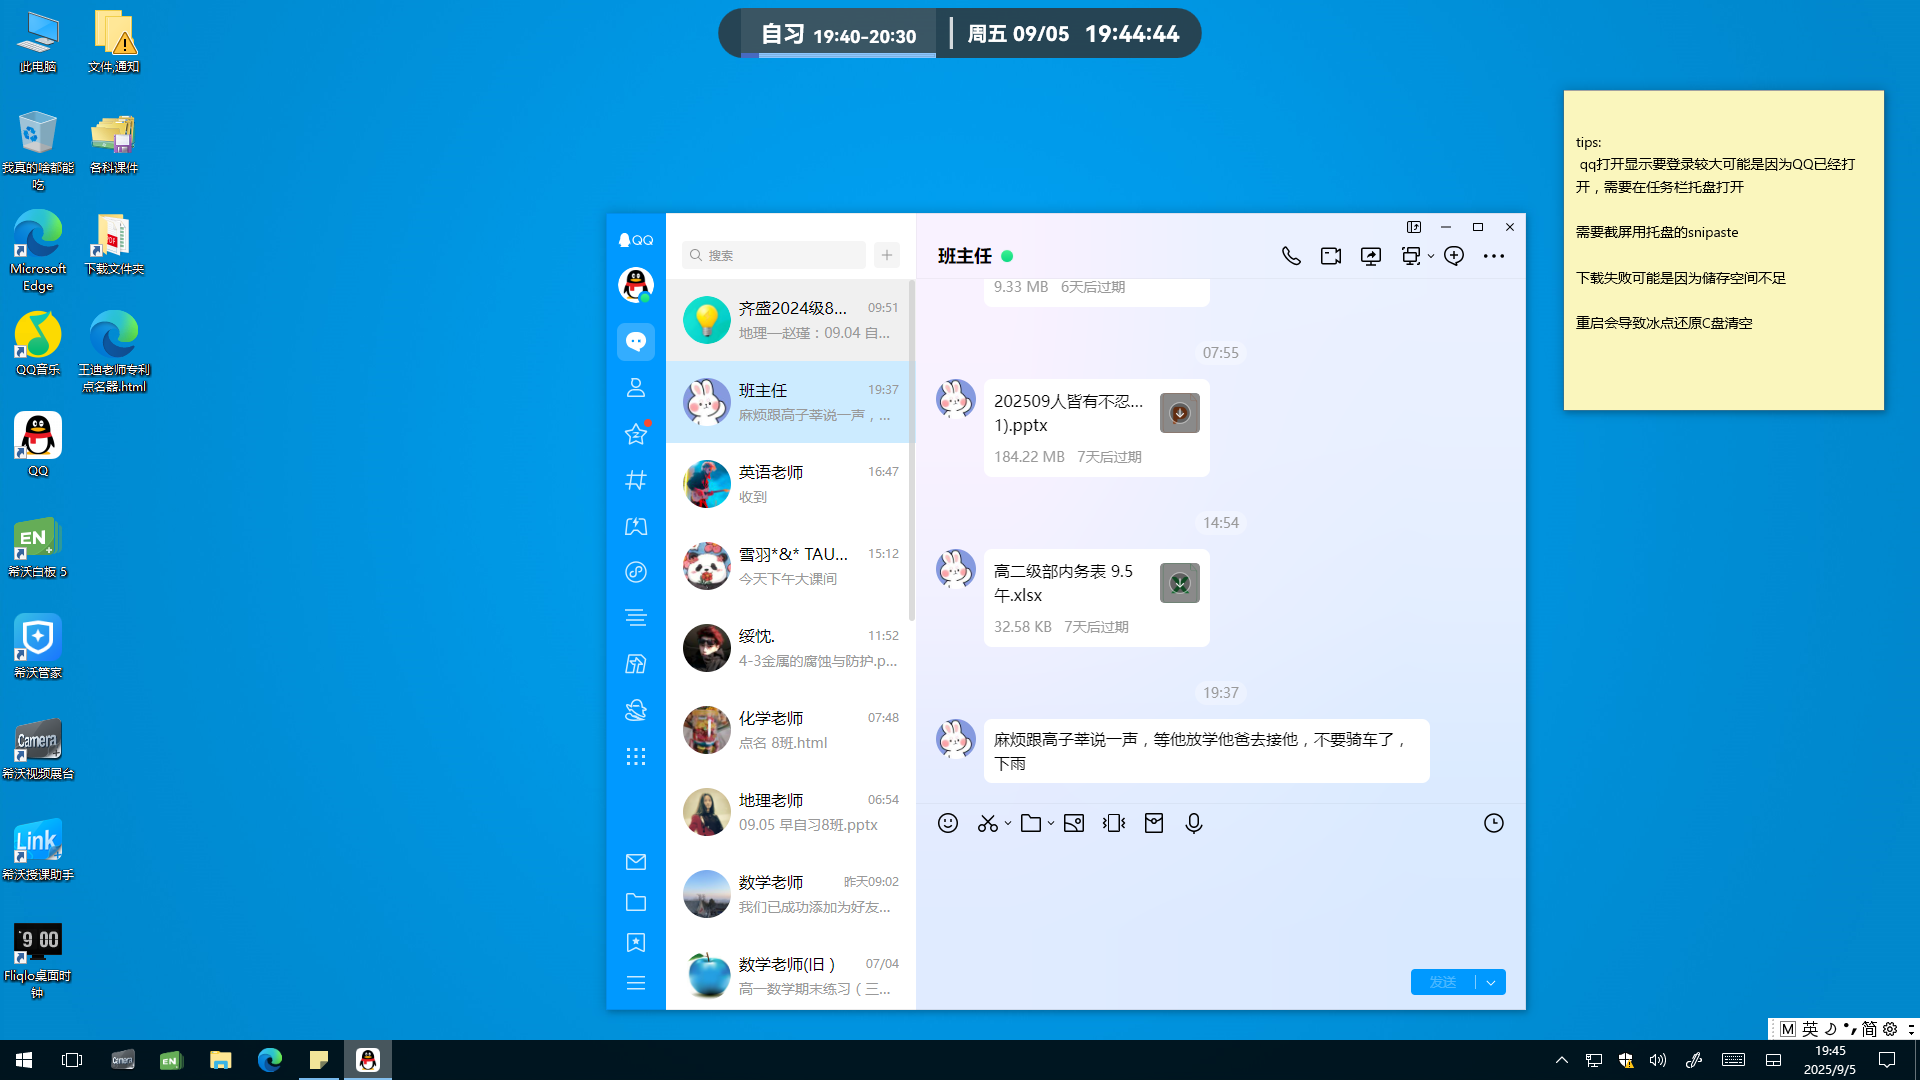 自习 19:40-20:30 周五 09/05 19:44:44
此电脑
文件,通知
我真的啥都能吃
各科课件
Microsoft
Edge
下载文件夹
QQ音乐
王迪老师专利
点名器.html
QQ
希沃白板 5
希沃管家
希沃视频展台
希沃授课助手
Fliqlo桌面时
钟
EN
Camera
Link
9 00
tips:
qq打开显示要登录较大可能是因为QQ已经打
开，需要在任务栏托盘打开
需要截屏用托盘的snipaste
下载失败可能是因为储存空间不足
重启会导致冰点还原C盘清空
QQ
搜索
齐盛2024级8... 09:51
地理—赵瑾：09.04 自...
班主任 19:37
麻烦跟高子莘说一声，...
英语老师 16:47
收到
雪羽*&* TAU... 15:12
今天下午大课间
绥忱. 11:52
4-3金属的腐蚀与防护.p...
化学老师 07:48
点名 8班.html
地理老师 06:54
09.05 早自习8班.pptx
数学老师 昨天09:02
我们已成功添加为好友...
数学老师(旧 ) 07/04
高一数学期末练习（三...
班主任
9.33 MB 6天后过期
07:55
202509人皆有不忍...
1).pptx
184.22 MB 7天后过期
14:54
高二级部内务表 9.5
午.xlsx
32.58 KB 7天后过期
19:37
麻烦跟高子莘说一声，等他放学他爸去接他，不要骑车了，
下雨
发送
M 英 简
Camera
EN
19:45
2025/9/5